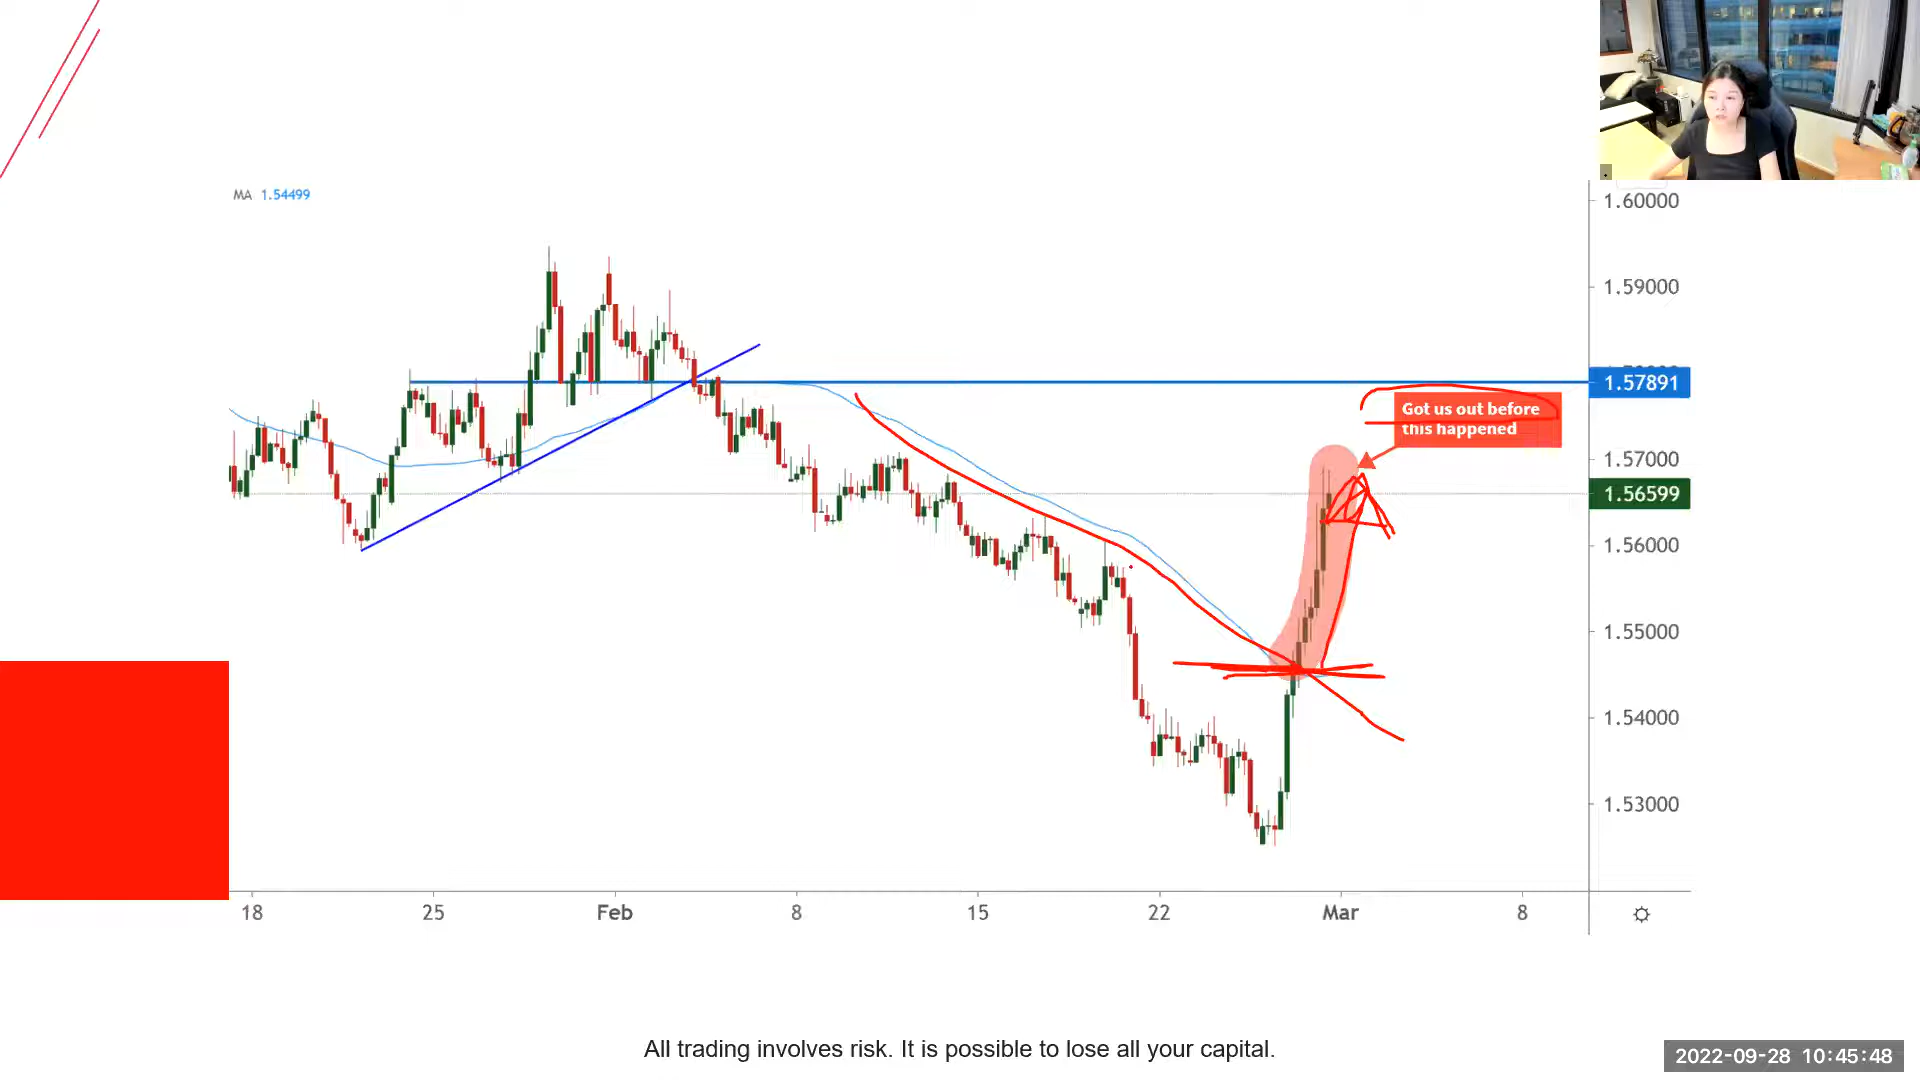 MA 1.54499
1.60000
1.59000
1.57891
Got us out before
this happened
1.57000
1.56599
1.56000
1.55000
1.54000
1.53000
18 25 Feb 8 15 22 Mar 8
All trading involves risk. It is possible to lose all your capital.
2022-09-28 10:45:48